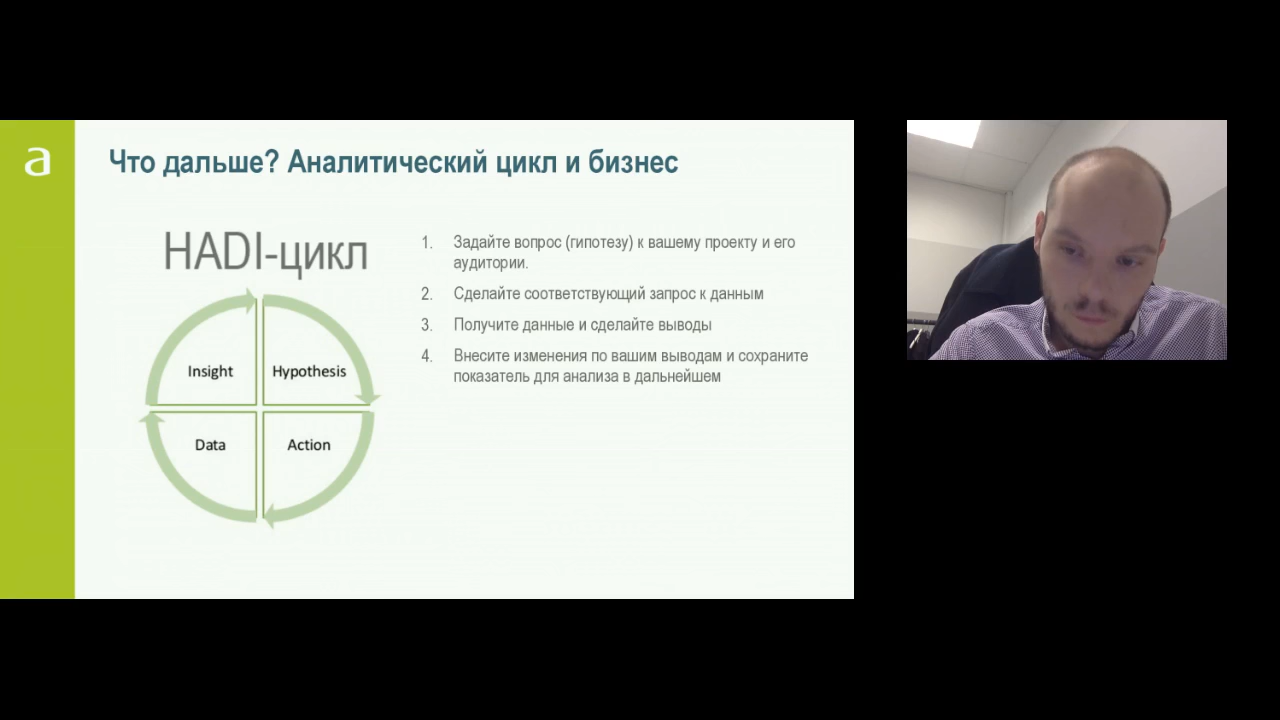 a
Что дальше? Аналитический цикл и бизнес
HADI-цикл
Insight
Hypothesis
Data
Action
1. Задайте вопрос (гипотезу) к вашему проекту и его
аудитории.
2. Сделайте соответствующий запрос к данным
3. Получите данные и сделайте выводы
4. Внесите изменения по вашим выводам и сохраните
показатель для анализа в дальнейшем